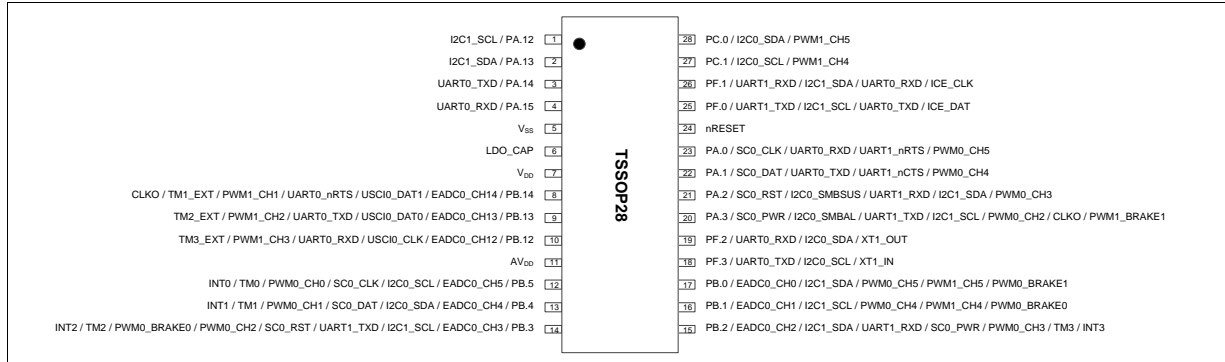 I2C1_SCL / PA.12 1
I2C1_SDA / PA.13 2
UART0_TXD / PA.14 3
UART0_RXD / PA.15 4
VSS 5
LDO_CAP 6
VDD 7
CLKO / TM1_EXT / PWM1_CH1 / UART0_nRTS / USCI0_DAT1 / EADC0_CH14 / PB.14 8
TM2_EXT / PWM1_CH2 / UART0_TXD / USCI0_DAT0 / EADC0_CH13 / PB.13 9
TM3_EXT / PWM1_CH3 / UART0_RXD / USCI0_CLK / EADC0_CH12 / PB.12 10
AVDD 11
INT0 / TM0 / PWM0_CH0 / SC0_CLK / I2C0_SCL / EADC0_CH5 / PB.5 12
INT1 / TM1 / PWM0_CH1 / SC0_DAT / I2C0_SDA / EADC0_CH4 / PB.4 13
INT2 / TM2 / PWM0_BRAKE0 / PWM0_CH2 / SC0_RST / UART1_TXD / I2C1_SCL / EADC0_CH3 / PB.3 14
TSSOP28
28 PC.0 / I2C0_SDA / PWM1_CH5
27 PC.1 / I2C0_SCL / PWM1_CH4
26 PF.1 / UART1_RXD / I2C1_SDA / UART0_RXD / ICE_CLK
25 PF.0 / UART1_TXD / I2C1_SCL / UART0_TXD / ICE_DAT
24 nRESET
23 PA.0 / SC0_CLK / UART0_RXD / UART1_nRTS / PWM0_CH5
22 PA.1 / SC0_DAT / UART0_TXD / UART1_nCTS / PWM0_CH4
21 PA.2 / SC0_RST / I2C0_SMBSUS / UART1_RXD / I2C1_SDA / PWM0_CH3
20 PA.3 / SC0_PWR / I2C0_SMBAL / UART1_TXD / I2C1_SCL / PWM0_CH2 / CLKO / PWM1_BRAKE1
19 PF.2 / UART0_RXD / I2C0_SDA / XT1_OUT
18 PF.3 / UART0_TXD / I2C0_SCL / XT1_IN
17 PB.0 / EADC0_CH0 / I2C1_SDA / PWM0_CH5 / PWM1_CH5 / PWM0_BRAKE1
16 PB.1 / EADC0_CH1 / I2C1_SCL / PWM0_CH4 / PWM1_CH4 / PWM0_BRAKE0
15 PB.2 / EADC0_CH2 / I2C1_SDA / UART1_RXD / SC0_PWR / PWM0_CH3 / TM3 / INT3